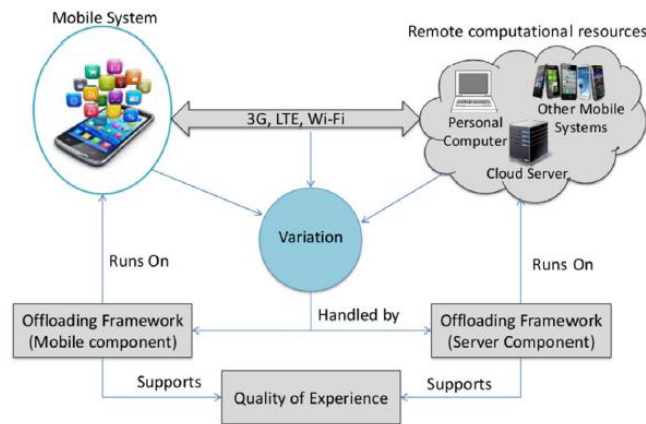 Mobile System
Remote computational resources
3G, LTE, Wi-Fi
Personal
Computer
Other Mobile
Systems
Cloud Server
Variation
Runs On
Runs On
Handled by
Offloading Framework
(Mobile component)
Offloading Framework
(Server Component)
Supports
Supports
Quality of Experience